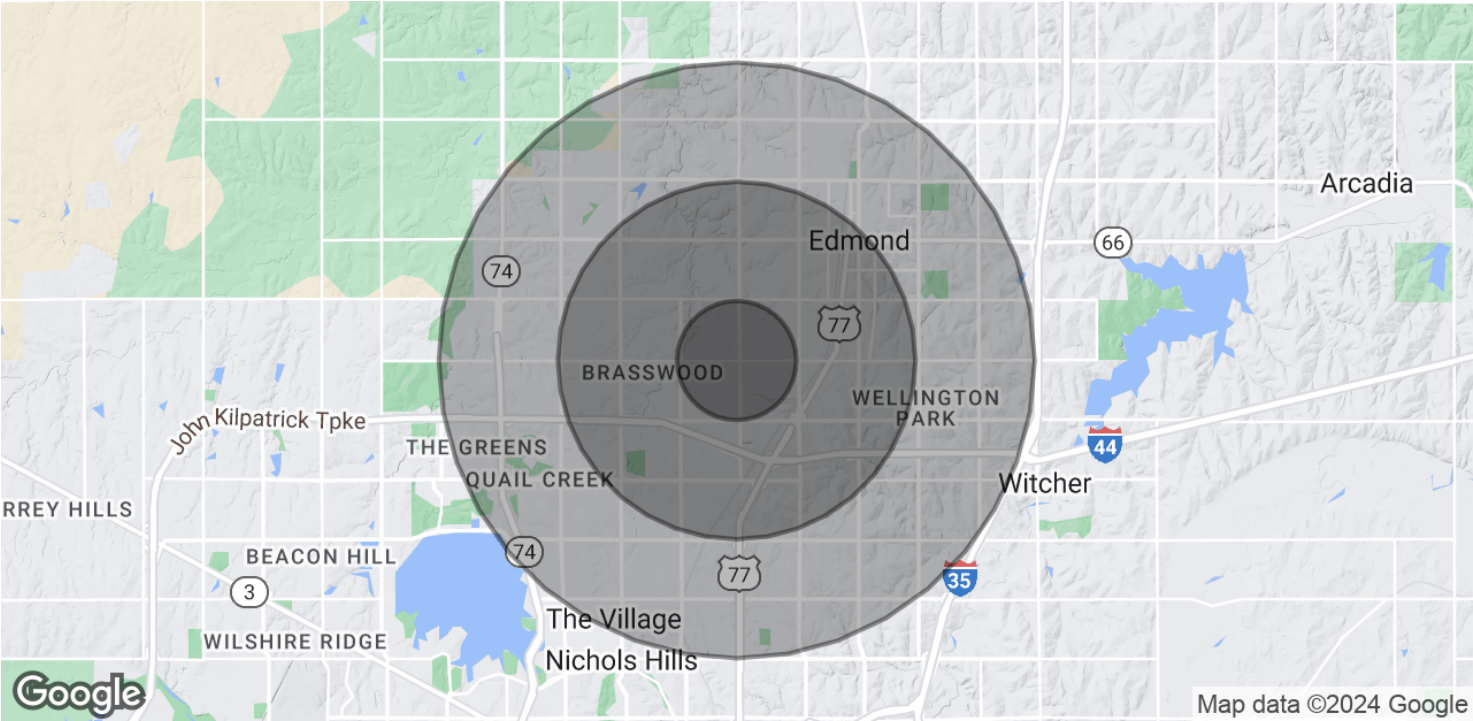 Arcadia
Edmond
66
74
77
BRASSWOOD
WELLINGTON
PARK
John Kilpatrick Tpke
THE GREENS
44
QUAIL CREEK
Witcher
RREY HILLS
BEACON HILL
74
77
35
3
The Village
WILSHIRE RIDGE
Nichols Hills
Google
Map data ©2024 Google